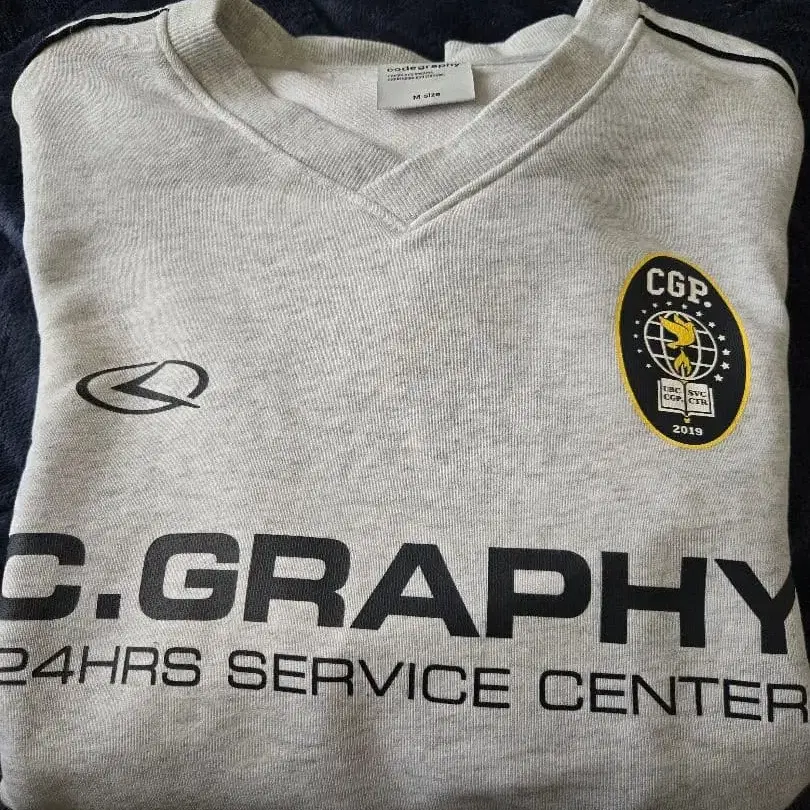 codegraphy
M size
CGP.
UBC SVC
CGP. CTR.
2019
C.GRAPHY
24HRS SERVICE CENTER